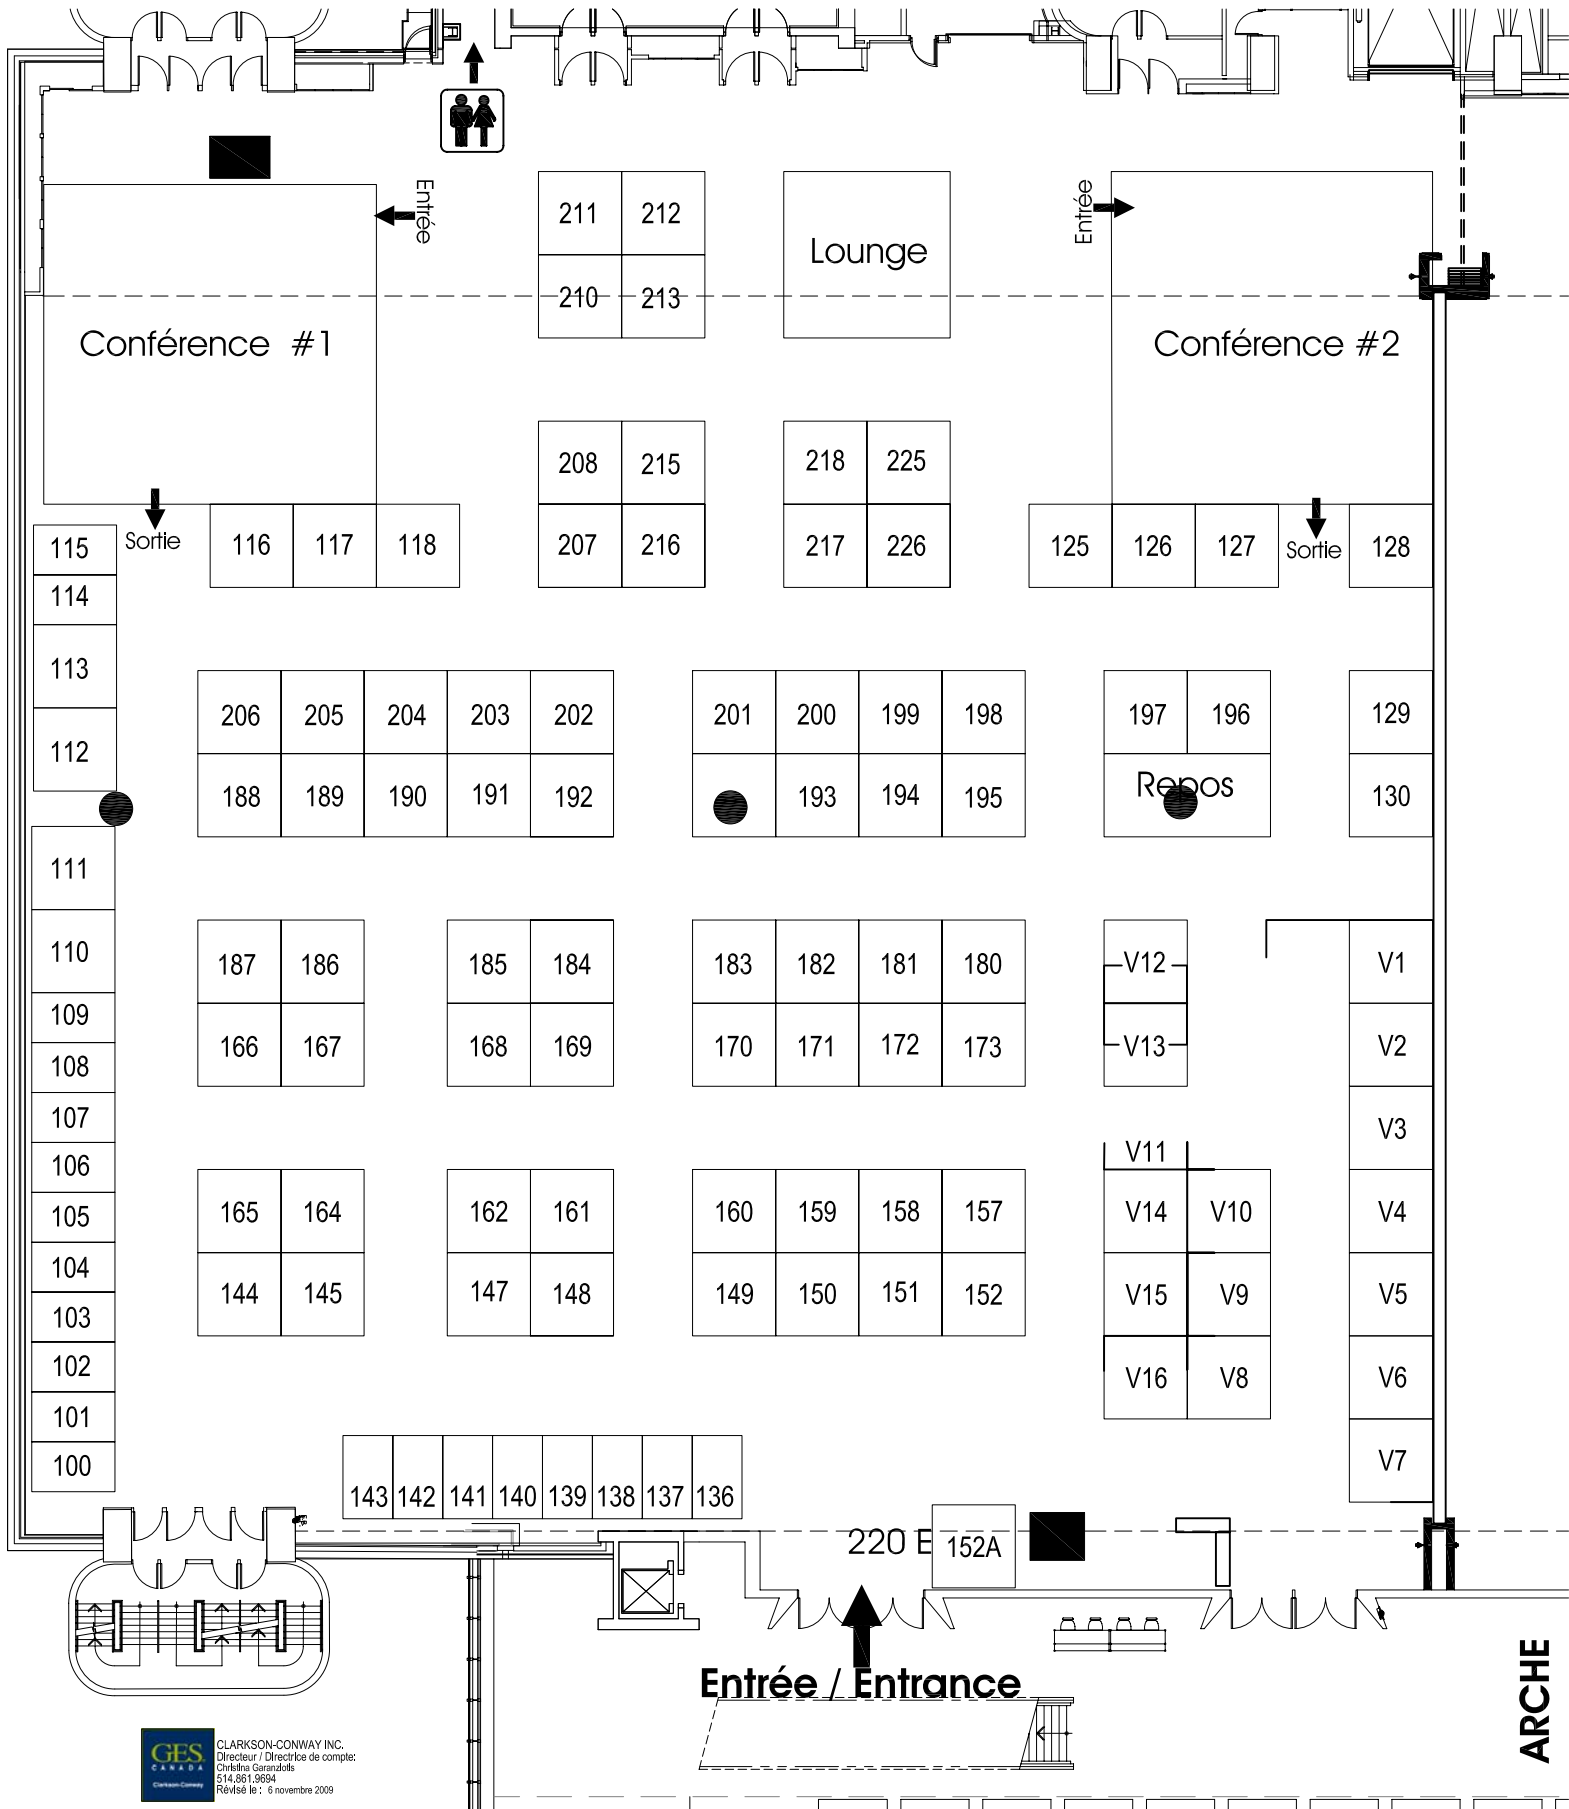 Entrée
Entrée
211 212
Lounge
210 213
Conférence #1
Conférence #2
208 215
218 225
115
Sortie
116 117 118
207 216
217 226
125 126 127
Sortie
128
114
113
206 205 204 203 202
201 200 199 198
197 196
129
112
188 189 190 191 192
193 194 195
Repos
130
111
110
187 186
185 184
183 182 181 180
V12
V1
109
166 167
168 169
170 171 172 173
V13
V2
108
107
V3
106
V11
105
165 164
162 161
160 159 158 157
V14 V10
V4
104
144 145
147 148
149 150 151 152
V15 V9
V5
103
102
V16 V8
V6
101
100
V7
143 142 141 140 139 138 137 136
220 E
152A
Entrée / Entrance
ARCHE
GES
CANADA
Clarkson-Conway
CLARKSON-CONWAY INC.
Directeur / Directrice de compte:
Christina Garanziotis
514.861.9694
Révisé le : 6 novembre 2009